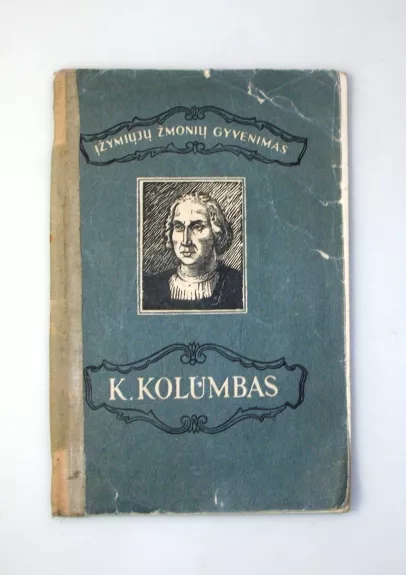 ĮŽYMIŲJŲ ŽMONIŲ GYVENIMAS
K. KOLUMBAS